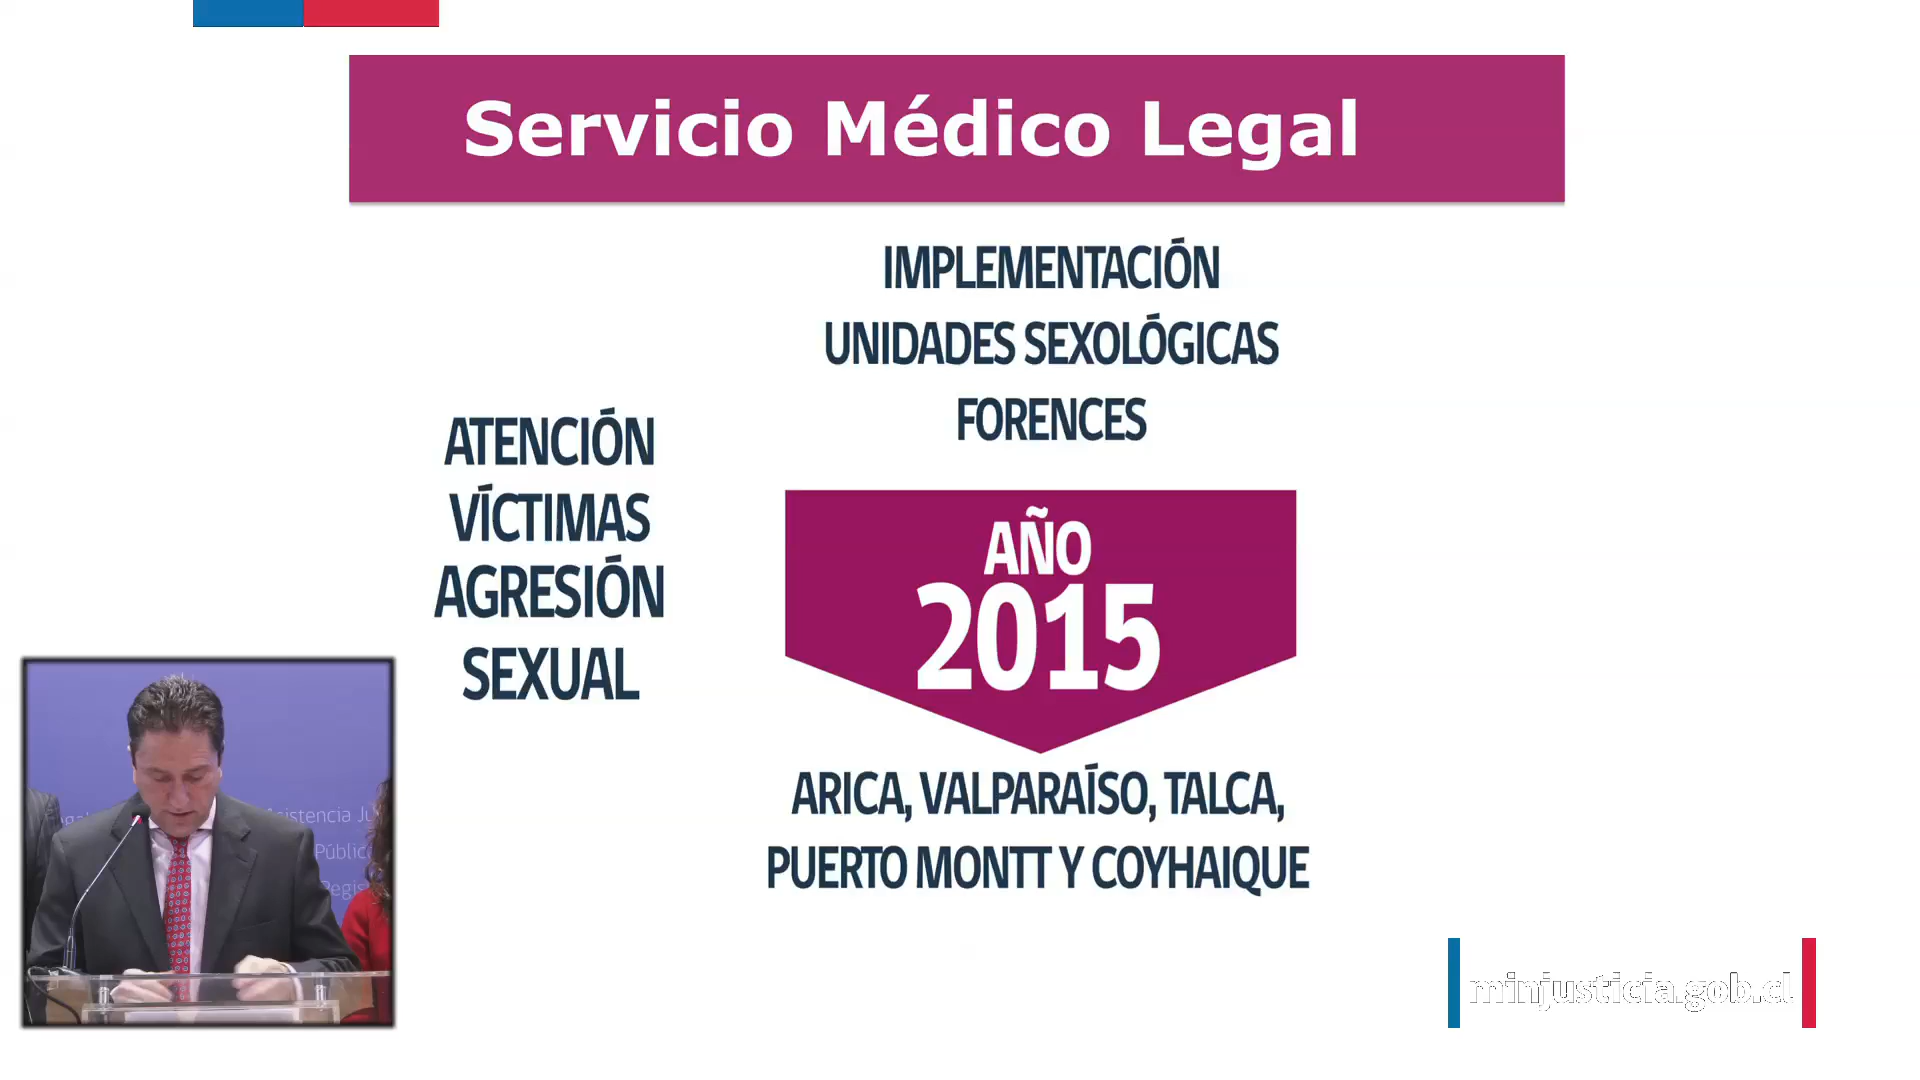 Servicio Médico Legal
IMPLEMENTACIÓN
UNIDADES SEXOLÓGICAS
FORENCES
ATENCIÓN
VÍCTIMAS
AGRESIÓN
SEXUAL
AÑO
2015
ARICA, VALPARAÍSO, TALCA,
PUERTO MONTT Y COYHAIQUE
minjusticia.gob.cl